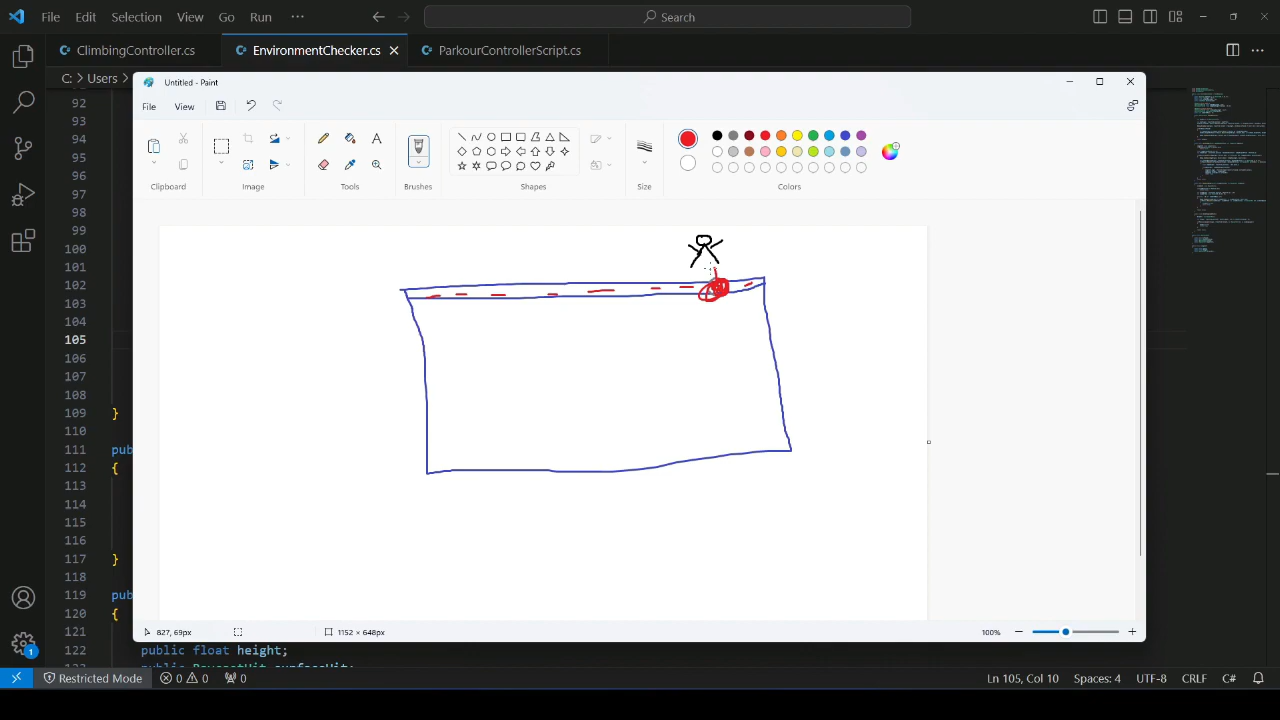 File Edit Selection View Go Run ··· Search
ClimbingController.cs EnvironmentChecker.cs ParkourControllerScript.cs
C: > Users >
Untitled - Paint
File View
Clipboard Image Tools Brushes Shapes Size Colors
92
93
94
95
96
97
98
99
100
101
102
103
104
105
106
107
108
109 }
110
111 pub
112 {
113
114
115
116
117 }
118
119 pub
120 {
121
122 public float height;
123
827, 69px 1152 × 648px 100%
Restricted Mode 0 0 0 Ln 105, Col 10 Spaces: 4 UTF-8 CRLF C#
1